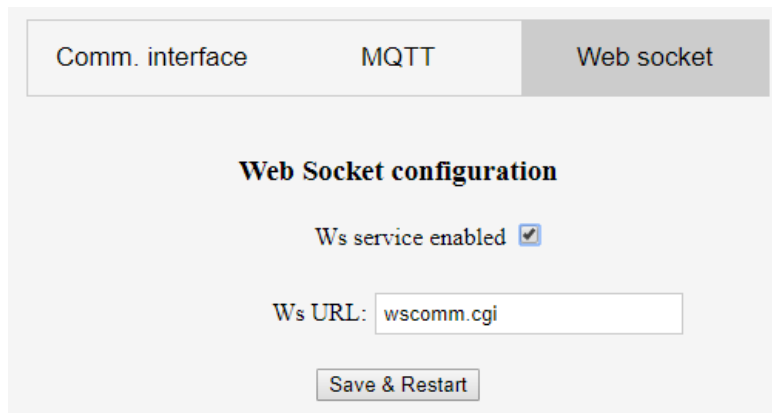 Comm. interface MQTT Web socket
Web Socket configuration
Ws service enabled
Ws URL: wscomm.cgi
Save & Restart